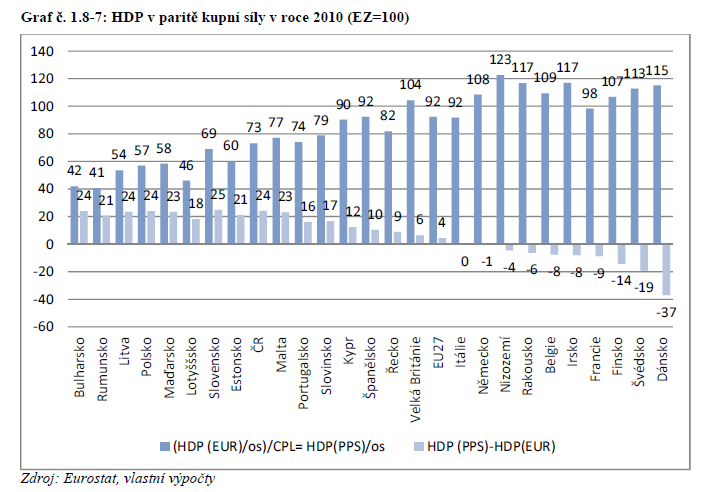 Graf č. 1.8-7: HDP v paritě kupní síly v roce 2010 (EZ=100)
140
120
100
80
60
40
20
0
-20
-40
-60
42 41 54 57 58 46 69 60 73 77 74 79 90 92 82 104 92 92 108 123 117 109 117 98 107 113 115
24 21 24 24 23 18 25 21 24 23 16 17 12 10 9 6 4 0 -1 -4 -6 -8 -8 -9 -14 -19 -37
Bulharsko
Rumunsko
Litva
Polsko
Maďarsko
Lotyššsko
Slovensko
Estonsko
ČR
Malta
Portugalsko
Slovinsko
Kypr
Španělsko
Řecko
Velká Británie
EU27
Itálie
Německo
Nizozemí
Rakousko
Belgie
Irsko
Francie
Finsko
Švédsko
Dánsko
(HDP (EUR)/os)/CPL= HDP(PPS)/os
HDP (PPS)-HDP(EUR)
Zdroj: Eurostat, vlastní výpočty